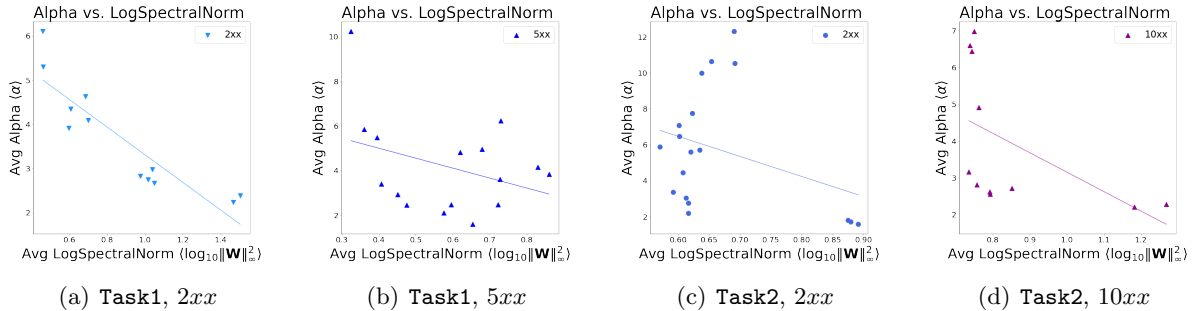 Alpha vs. LogSpectralNorm
2xx
6
5
4
3
2
Avg Alpha ⟨α⟩
0.6 0.8 1.0 1.2 1.4
Avg LogSpectralNorm ⟨log₁₀‖W‖²∞⟩
(a) Task1, 2xx
Alpha vs. LogSpectralNorm
5xx
10
8
6
4
2
Avg Alpha ⟨α⟩
0.3 0.4 0.5 0.6 0.7 0.8
Avg LogSpectralNorm ⟨log₁₀‖W‖²∞⟩
(b) Task1, 5xx
Alpha vs. LogSpectralNorm
2xx
12
10
8
6
4
2
Avg Alpha ⟨α⟩
0.60 0.65 0.70 0.75 0.80 0.85 0.90
Avg LogSpectralNorm ⟨log₁₀‖W‖²∞⟩
(c) Task2, 2xx
Alpha vs. LogSpectralNorm
10xx
7
6
5
4
3
2
Avg Alpha ⟨α⟩
0.8 0.9 1.0 1.1 1.2
Avg LogSpectralNorm ⟨log₁₀‖W‖²∞⟩
(d) Task2, 10xx